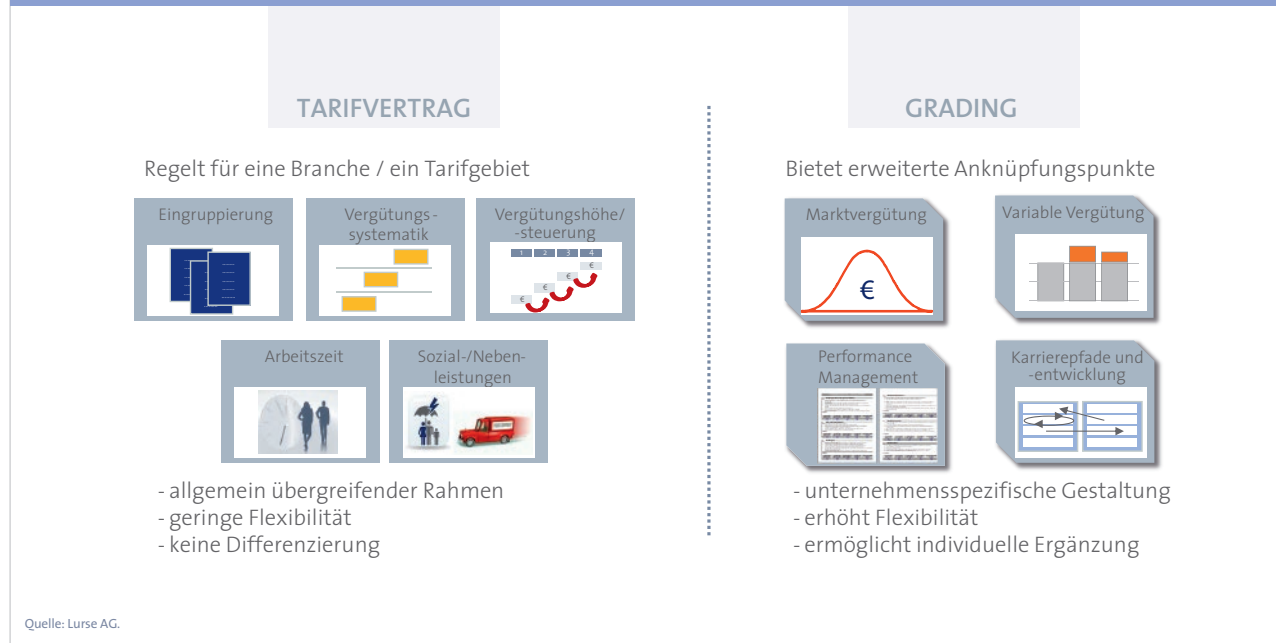 TARIFVERTRAG
Regelt für eine Branche / ein Tarifgebiet
Eingruppierung
Vergütungs-
systematik
Vergütungshöhe/
-steuerung
1 2 3 4
€
€
€
€
Arbeitszeit
Sozial-/Neben-
leistungen
- allgemein übergreifender Rahmen
- geringe Flexibilität
- keine Differenzierung
GRADING
Bietet erweiterte Anknüpfungspunkte
Marktvergütung
€
Variable Vergütung
Performance
Management
Karrierepfade und
-entwicklung
- unternehmensspezifische Gestaltung
- erhöht Flexibilität
- ermöglicht individuelle Ergänzung
Quelle: Lurse AG.